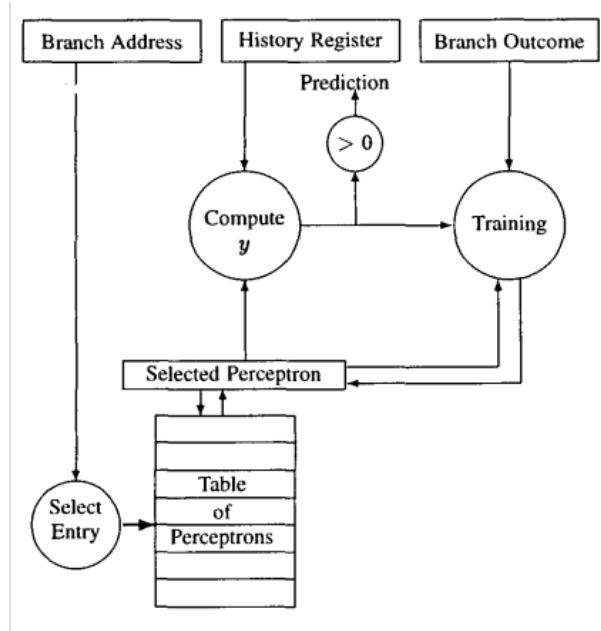 Branch Address
History Register
Branch Outcome
Prediction
> 0
Compute
y
Training
Selected Perceptron
Table
of
Perceptrons
Select
Entry